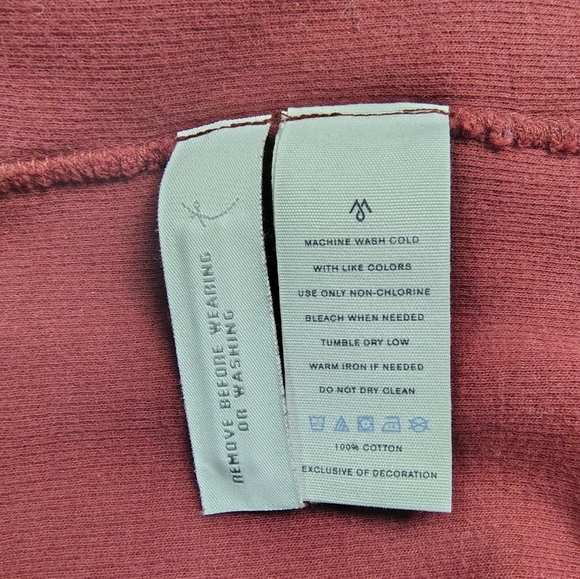 REMOVE BEFORE WEARING
OR WASHING
MACHINE WASH COLD
WITH LIKE COLORS
USE ONLY NON-CHLORINE
BLEACH WHEN NEEDED
TUMBLE DRY LOW
WARM IRON IF NEEDED
DO NOT DRY CLEAN
100% COTTON
EXCLUSIVE OF DECORATION